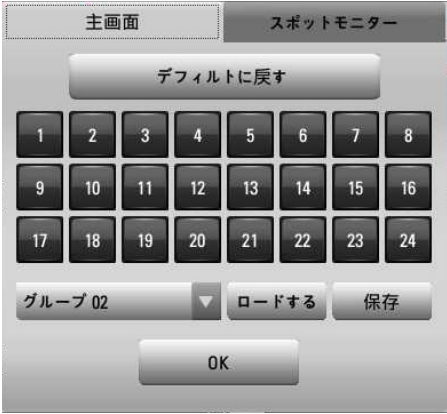 主画面 スポットモニター
デフィルトに戻す
1 2 3 4 5 6 7 8
9 10 11 12 13 14 15 16
17 18 19 20 21 22 23 24
グループ 02 ロードする 保存
OK